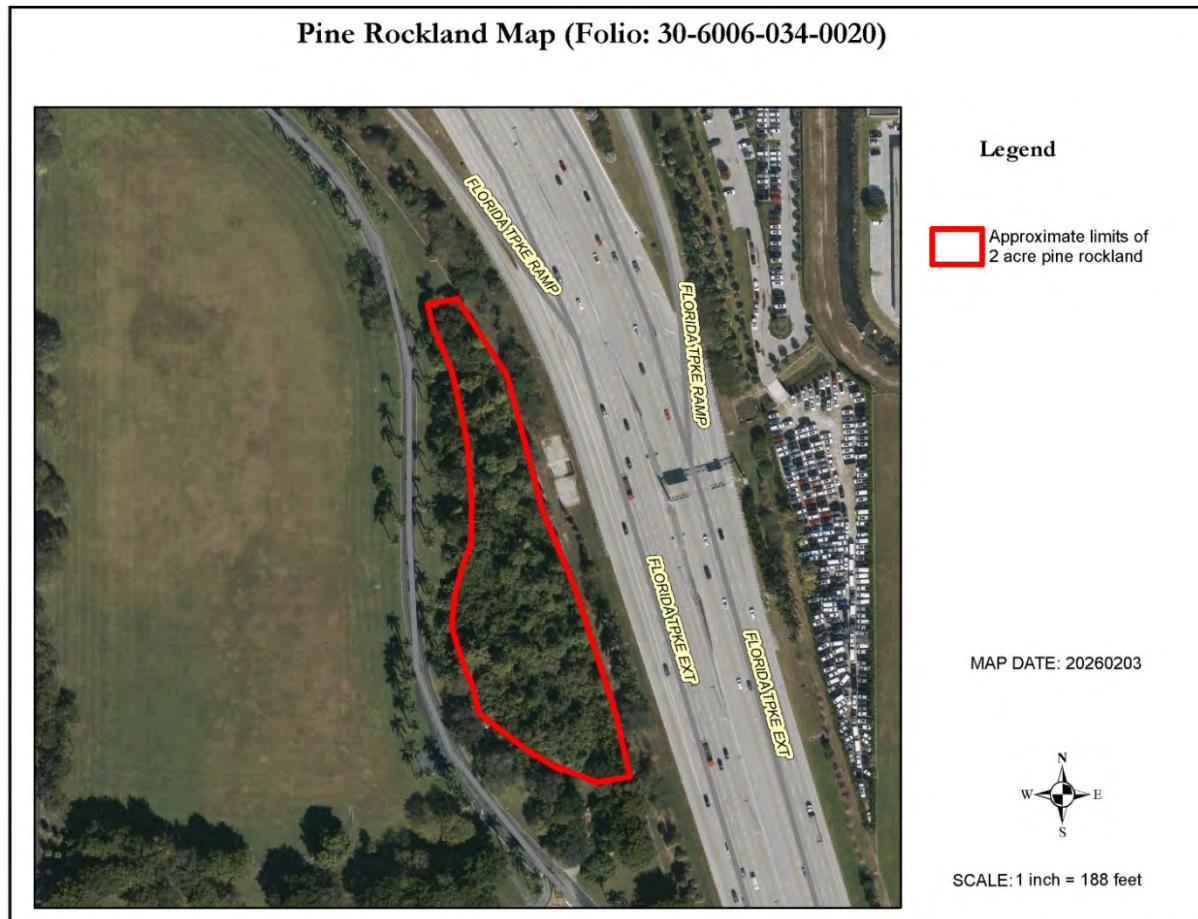 Pine Rockland Map (Folio: 30-6006-034-0020)
FLORIDA TPKE RAMP
FLORIDA TPKE RAMP
FLORIDA TPKE EXT
FLORIDA TPKE EXT
Legend
Approximate limits of
2 acre pine rockland
MAP DATE: 20260203
N
W E
S
SCALE: 1 inch = 188 feet